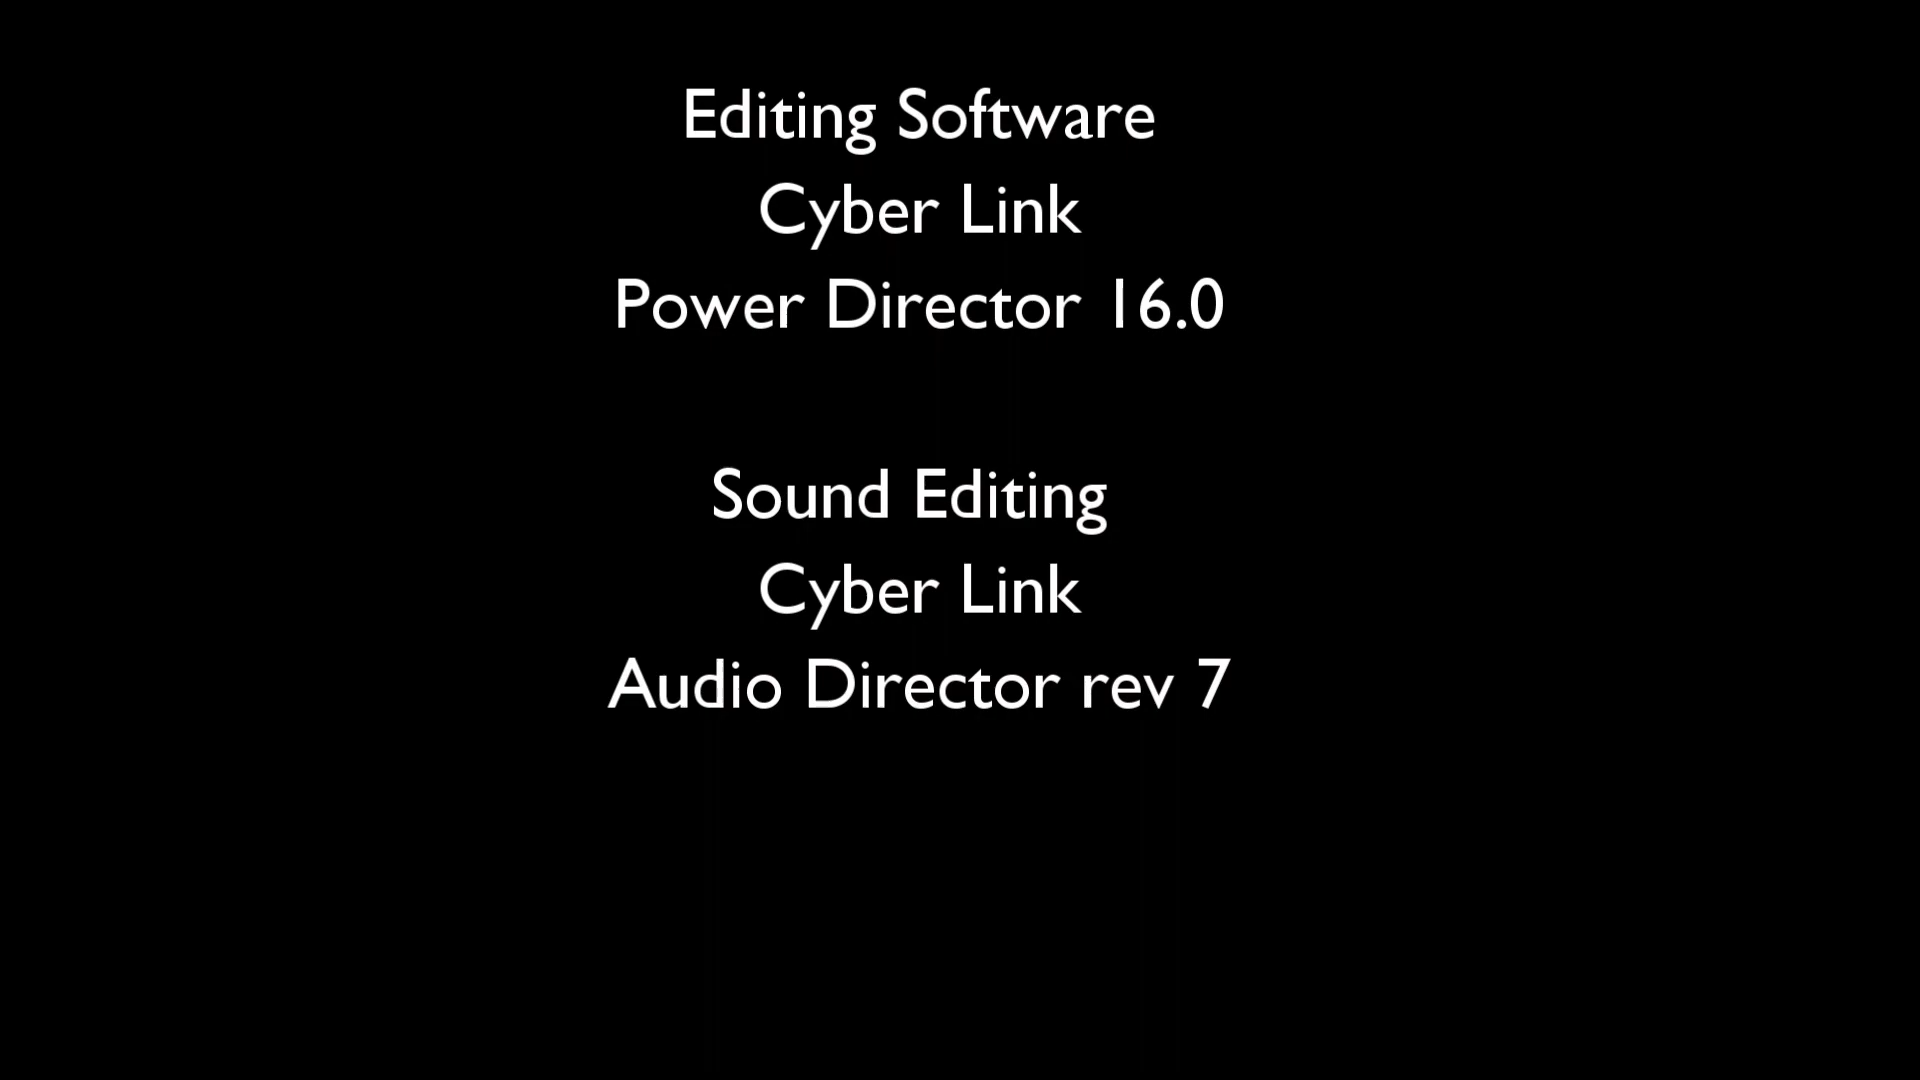 Editing Software
Cyber Link
Power Director 16.0
Sound Editing
Cyber Link
Audio Director rev 7